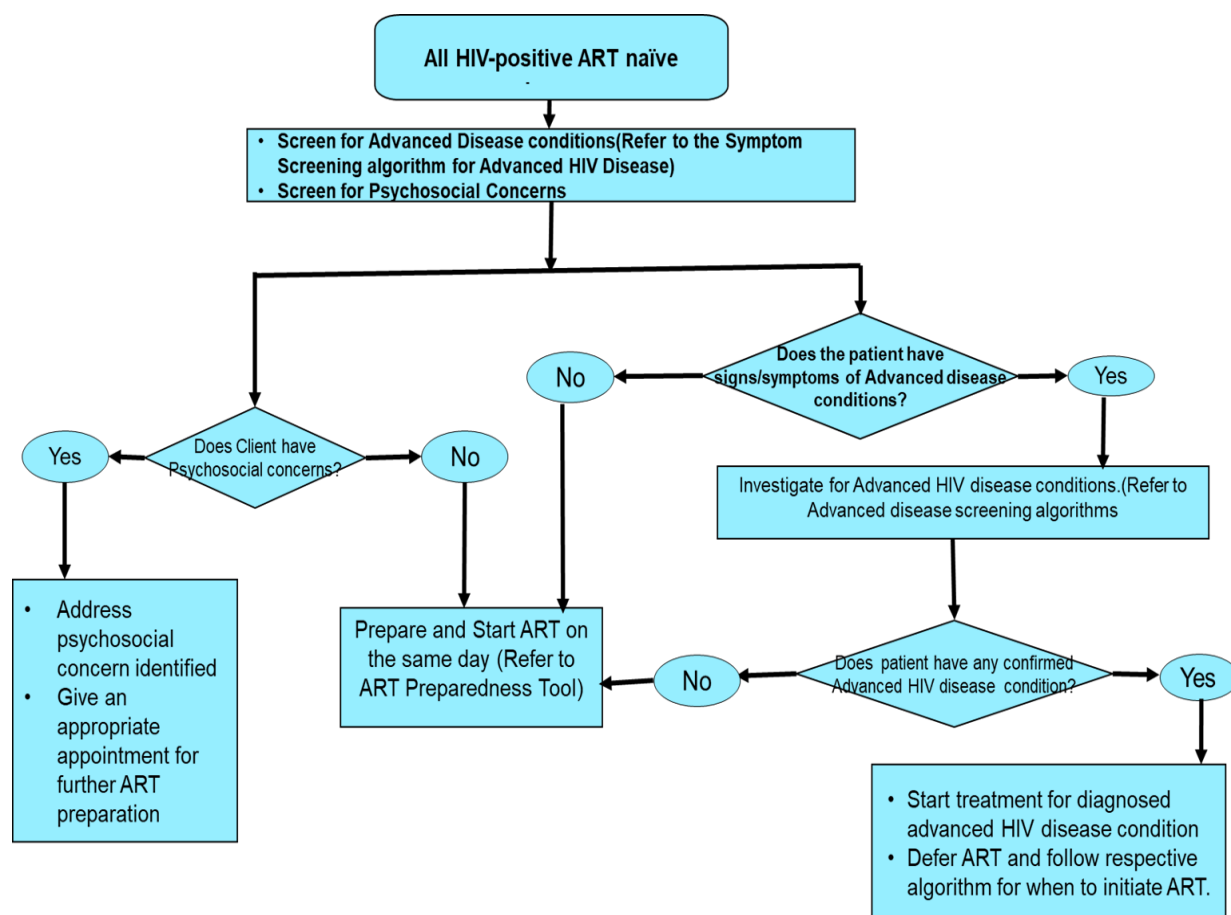 All HIV-positive ART naïve
-
• Screen for Advanced Disease conditions(Refer to the Symptom
Screening algorithm for Advanced HIV Disease)
• Screen for Psychosocial Concerns
Does the patient have
signs/symptoms of Advanced disease
conditions?
No
Yes
Does Client have
Psychosocial concerns?
Yes
No
Investigate for Advanced HIV disease conditions.(Refer to
Advanced disease screening algorithms
• Address
psychosocial
concern identified
• Give an
appropriate
appointment for
further ART
preparation
Prepare and Start ART on
the same day (Refer to
ART Preparedness Tool)
No
Does patient have any confirmed
Advanced HIV disease condition?
Yes
• Start treatment for diagnosed
advanced HIV disease condition
• Defer ART and follow respective
algorithm for when to initiate ART.